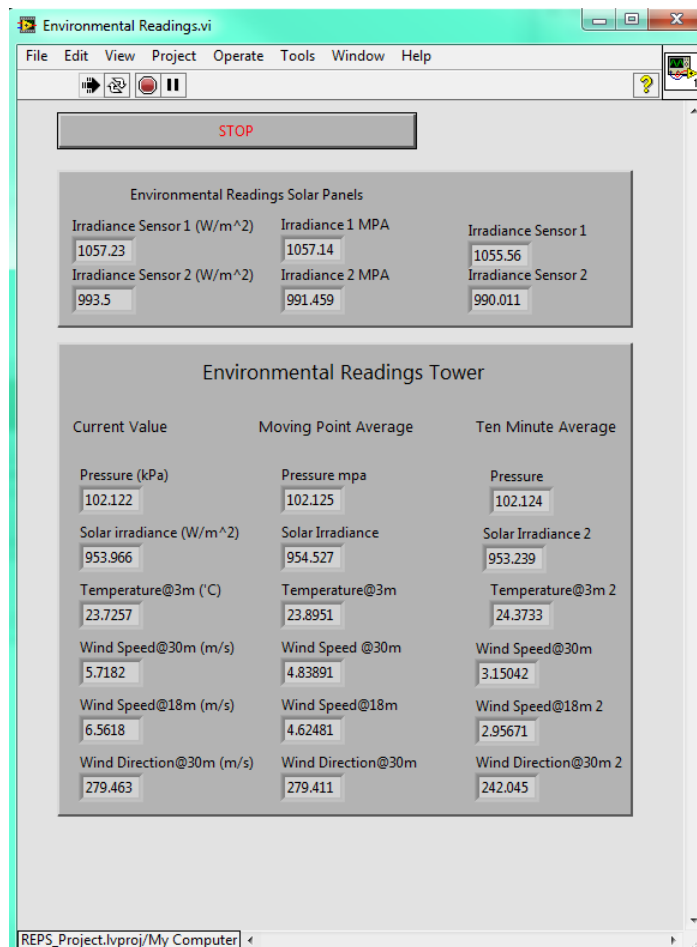 Environmental Readings.vi
File Edit View Project Operate Tools Window Help
?
1
STOP
Environmental Readings Solar Panels
Irradiance Sensor 1 (W/m^2) Irradiance 1 MPA Irradiance Sensor 1
1057.23 1057.14 1055.56
Irradiance Sensor 2 (W/m^2) Irradiance 2 MPA Irradiance Sensor 2
993.5 991.459 990.011
Environmental Readings Tower
Current Value Moving Point Average Ten Minute Average
Pressure (kPa) Pressure mpa Pressure
102.122 102.125 102.124
Solar irradiance (W/m^2) Solar Irradiance Solar Irradiance 2
953.966 954.527 953.239
Temperature@3m ('C) Temperature@3m Temperature@3m 2
23.7257 23.8951 24.3733
Wind Speed@30m (m/s) Wind Speed @30m Wind Speed@30m
5.7182 4.83891 3.15042
Wind Speed@18m (m/s) Wind Speed@18m Wind Speed@18m 2
6.5618 4.62481 2.95671
Wind Direction@30m (m/s) Wind Direction@30m Wind Direction@30m 2
279.463 279.411 242.045
REPS_Project.lvproj/My Computer